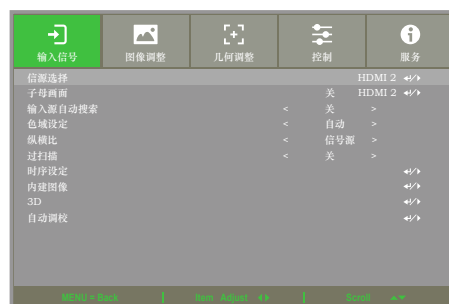 输入信号 图像调整 几何调整 控制 服务
信源选择 HDMI 2
子母画面 关 HDMI 2
输入源自动搜索 < 关 >
色域设定 < 自动 >
纵横比 < 信号源 >
过扫描 < 关 >
时序设定
内建图像
3D
自动调校
MENU = Back | Item Adjust | Scroll